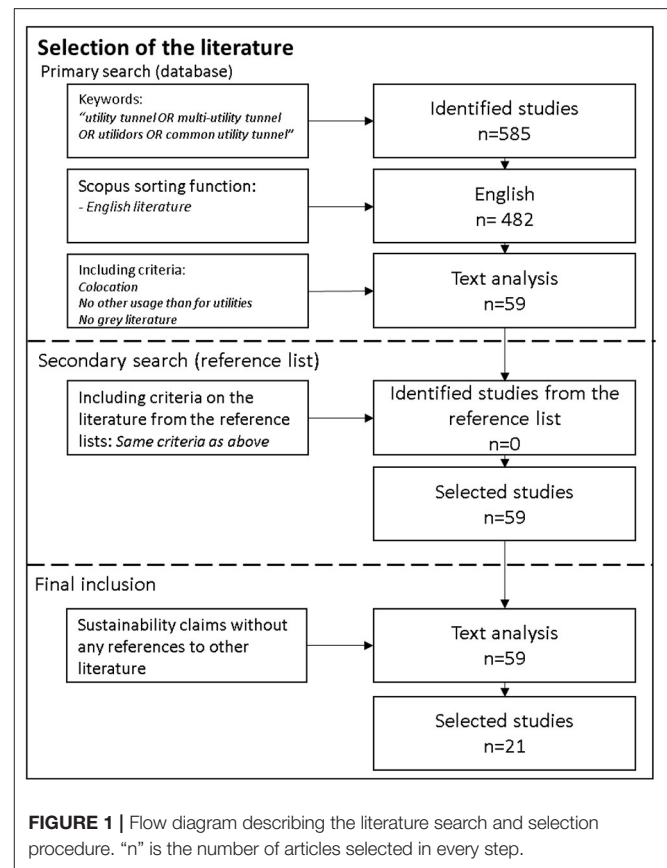 Selection of the literature
Primary search (database)
Keywords:
“utility tunnel OR multi-utility tunnel
OR utilidors OR common utility tunnel”
Identified studies
n=585
Scopus sorting function:
- English literature
English
n= 482
Including criteria:
Colocation
No other usage than for utilities
No grey literature
Text analysis
n=59
Secondary search (reference list)
Including criteria on the
literature from the reference
lists: Same criteria as above
Identified studies from the
reference list
n=0
Selected studies
n=59
Final inclusion
Sustainability claims without
any references to other
literature
Text analysis
n=59
Selected studies
n=21
FIGURE 1 | Flow diagram describing the literature search and selection
procedure. “n” is the number of articles selected in every step.